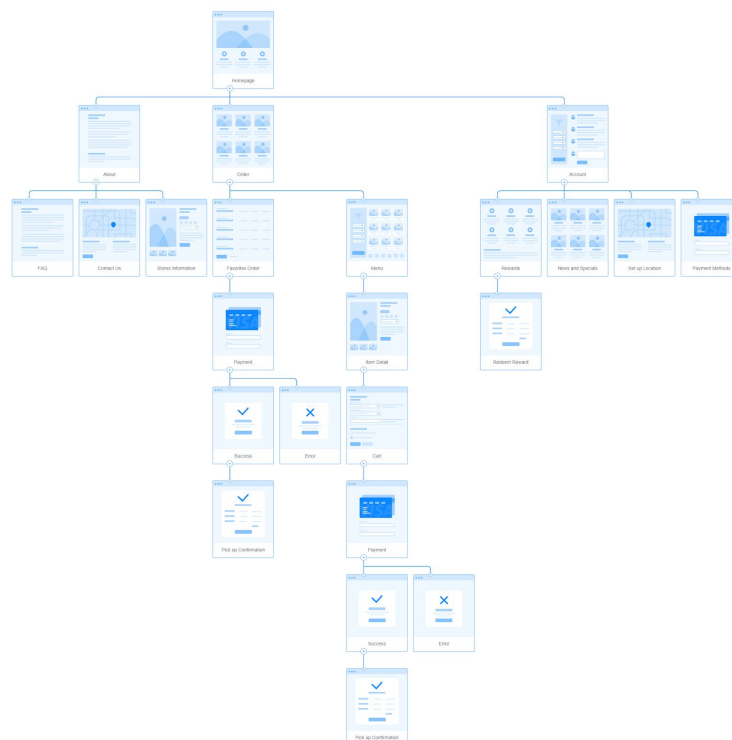 Homepage
About
Order
Account
FAQ
Contact Us
Stores Information
Favorites Order
Menu
Rewards
News and Specials
Set up Location
Payment Methods
Payment
Item Detail
Redeem Reward
Success
Error
Cart
Pick up Confirmation
Payment
Success
Error
Pick up Confirmation